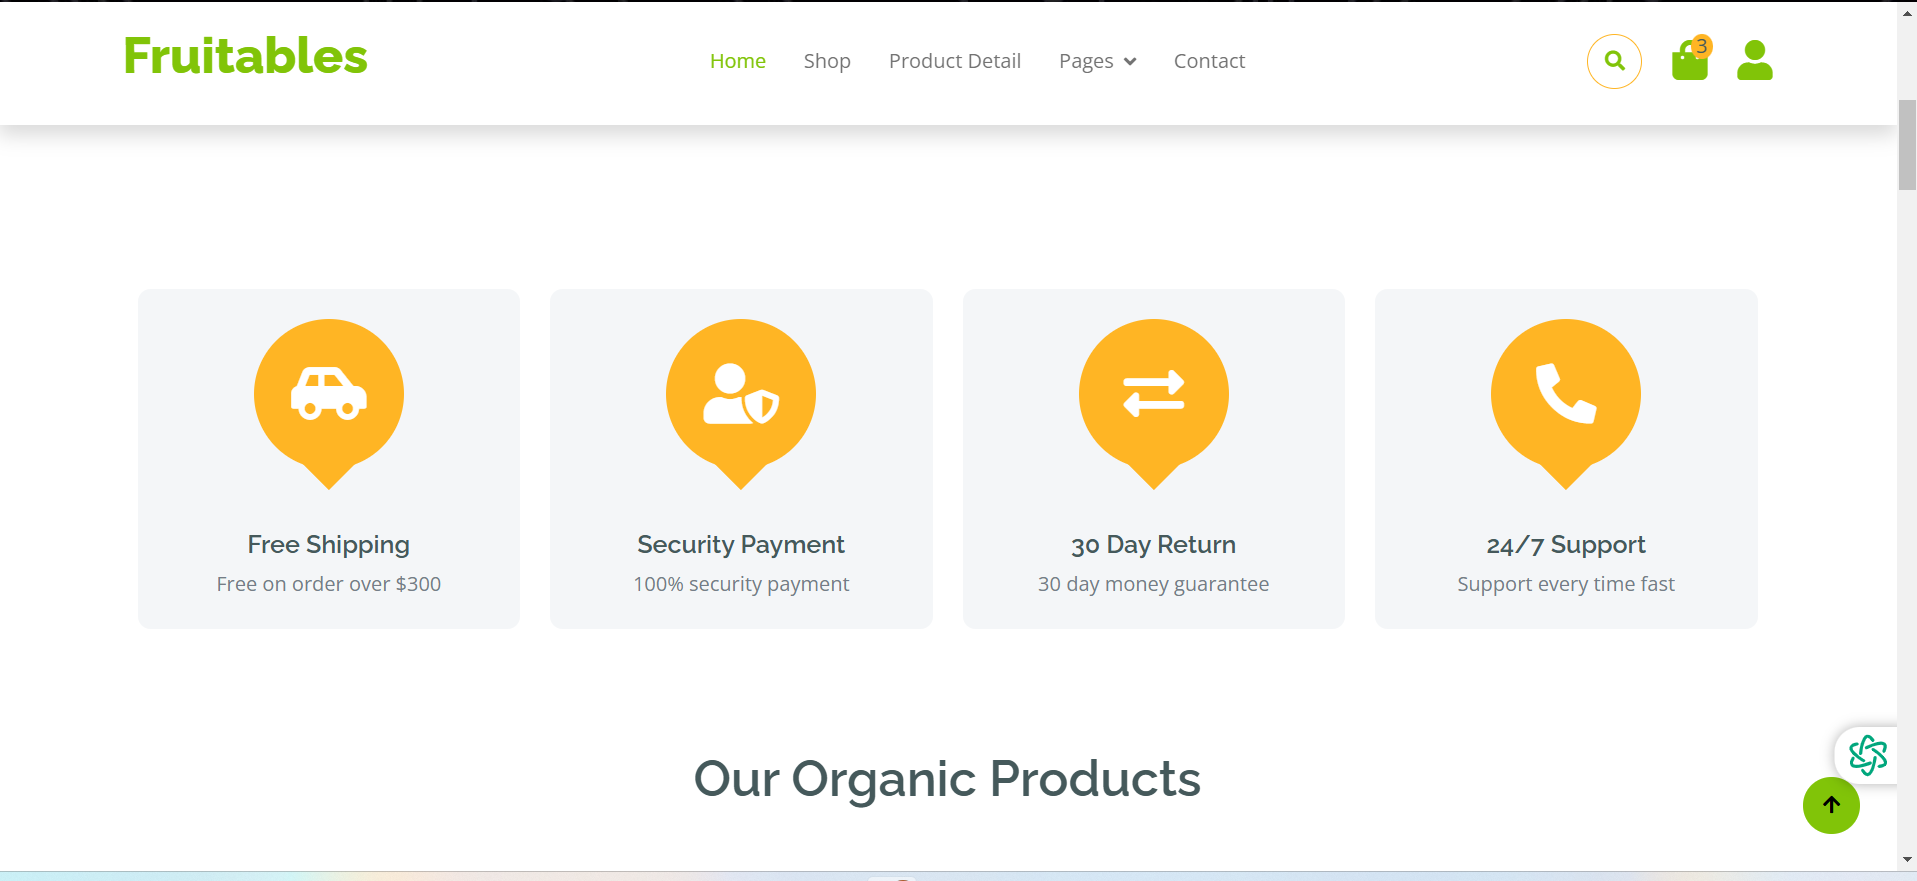 Fruitables
Home Shop Product Detail Pages Contact
3
Free Shipping
Free on order over $300
Security Payment
100% security payment
30 Day Return
30 day money guarantee
24/7 Support
Support every time fast
Our Organic Products